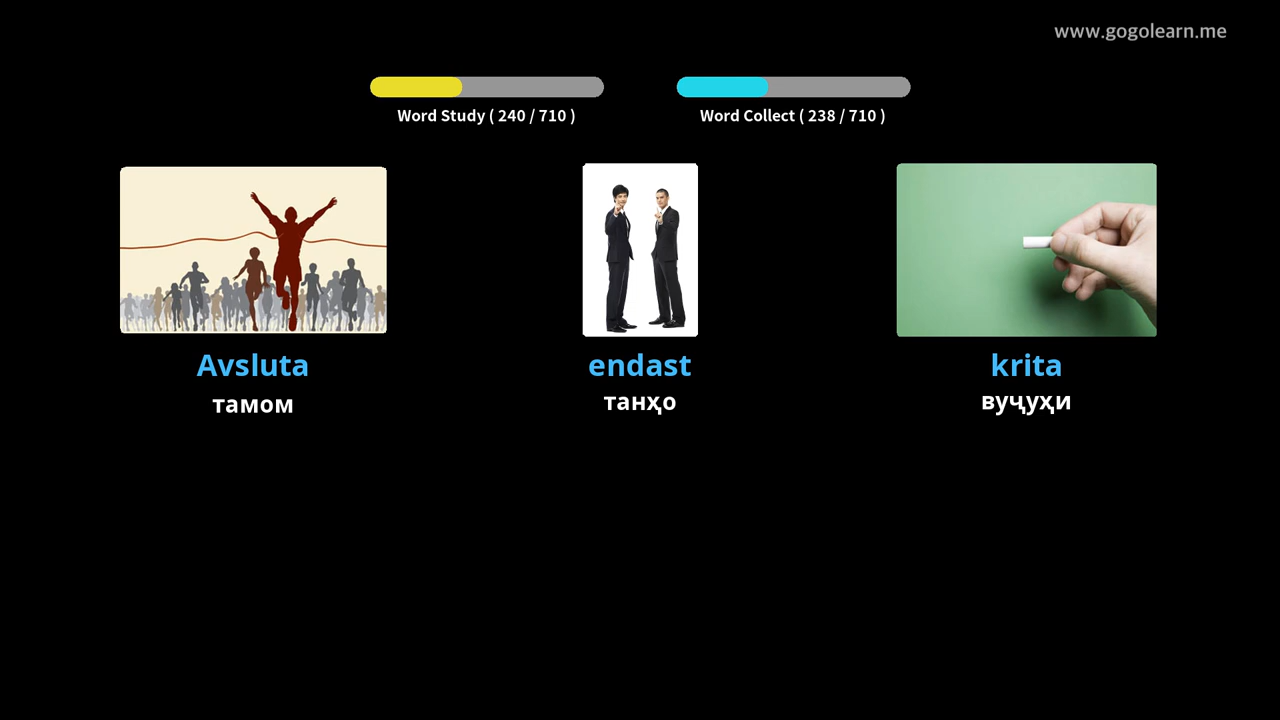 www.gogolearn.me
Word Study ( 240 / 710 )
Word Collect ( 238 / 710 )
Avsluta
endast
krita
тамом
танҳо
вуҷуҳи